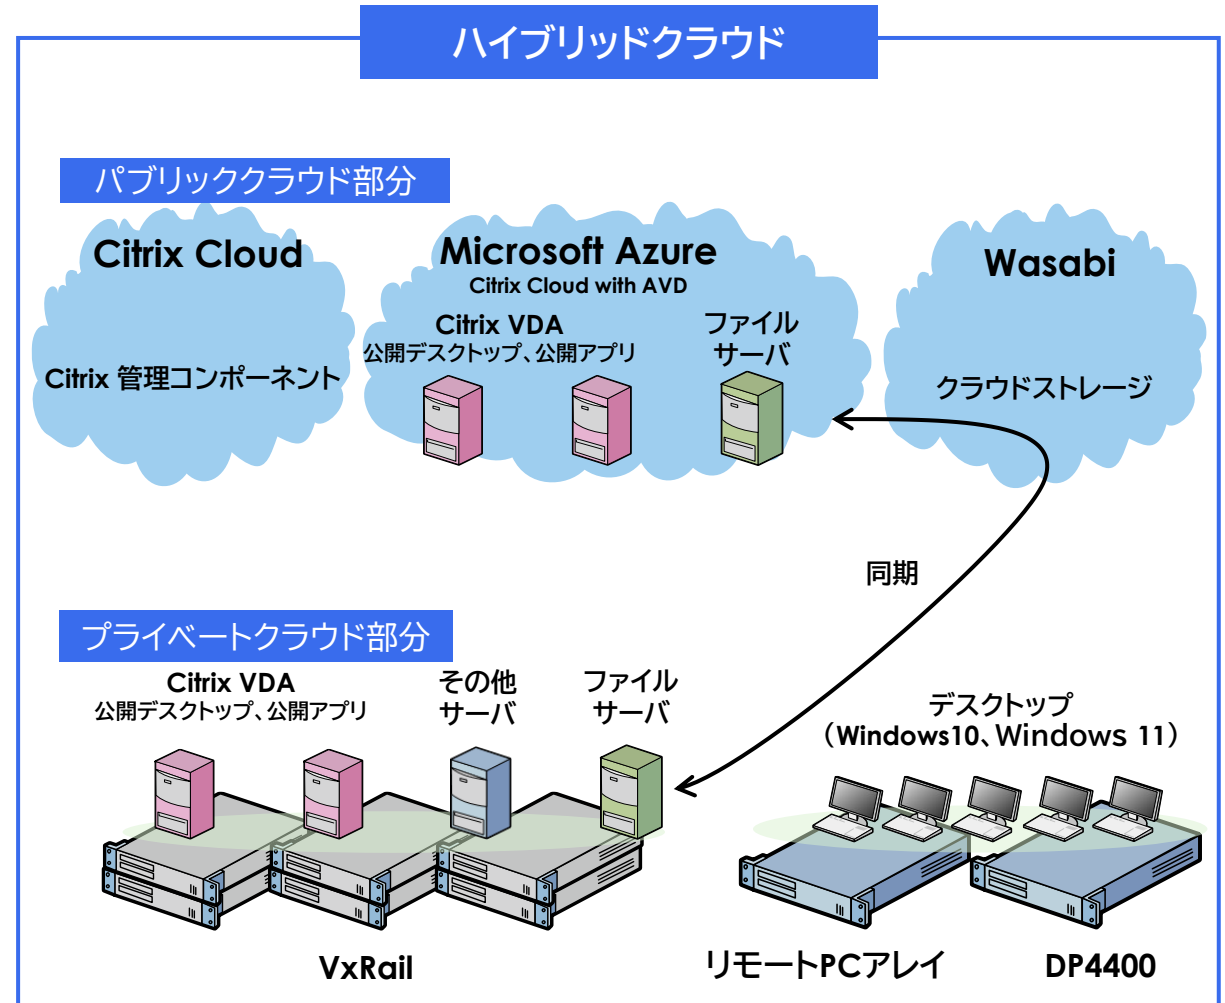 ハイブリッドクラウド
パブリッククラウド部分
Citrix Cloud
Citrix 管理コンポーネント
Microsoft Azure
Citrix Cloud with AVD
Citrix VDA
公開デスクトップ、公開アプリ
ファイル
サーバ
Wasabi
クラウドストレージ
同期
プライベートクラウド部分
Citrix VDA
公開デスクトップ、公開アプリ
その他
サーバ
ファイル
サーバ
デスクトップ
（Windows10、Windows 11）
VxRail
リモートPCアレイ
DP4400